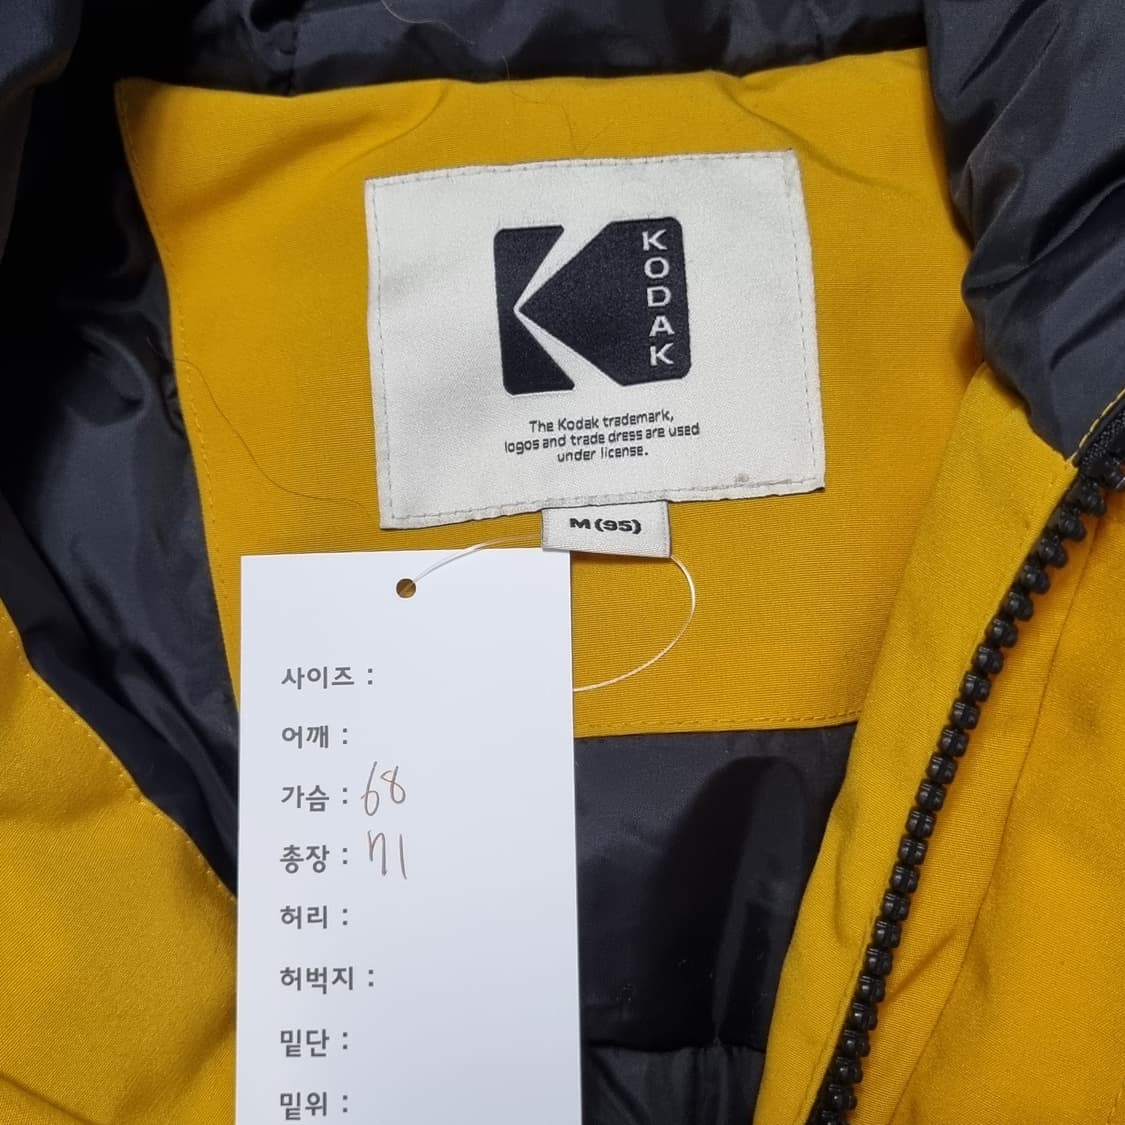 KODAK
The Kodak trademark,
logos and trade dress are used
under license.
M(95)
사이즈 :
어깨 :
가슴 : 68
총장 : 71
허리 :
허벅지 :
밑단 :
밑위 :